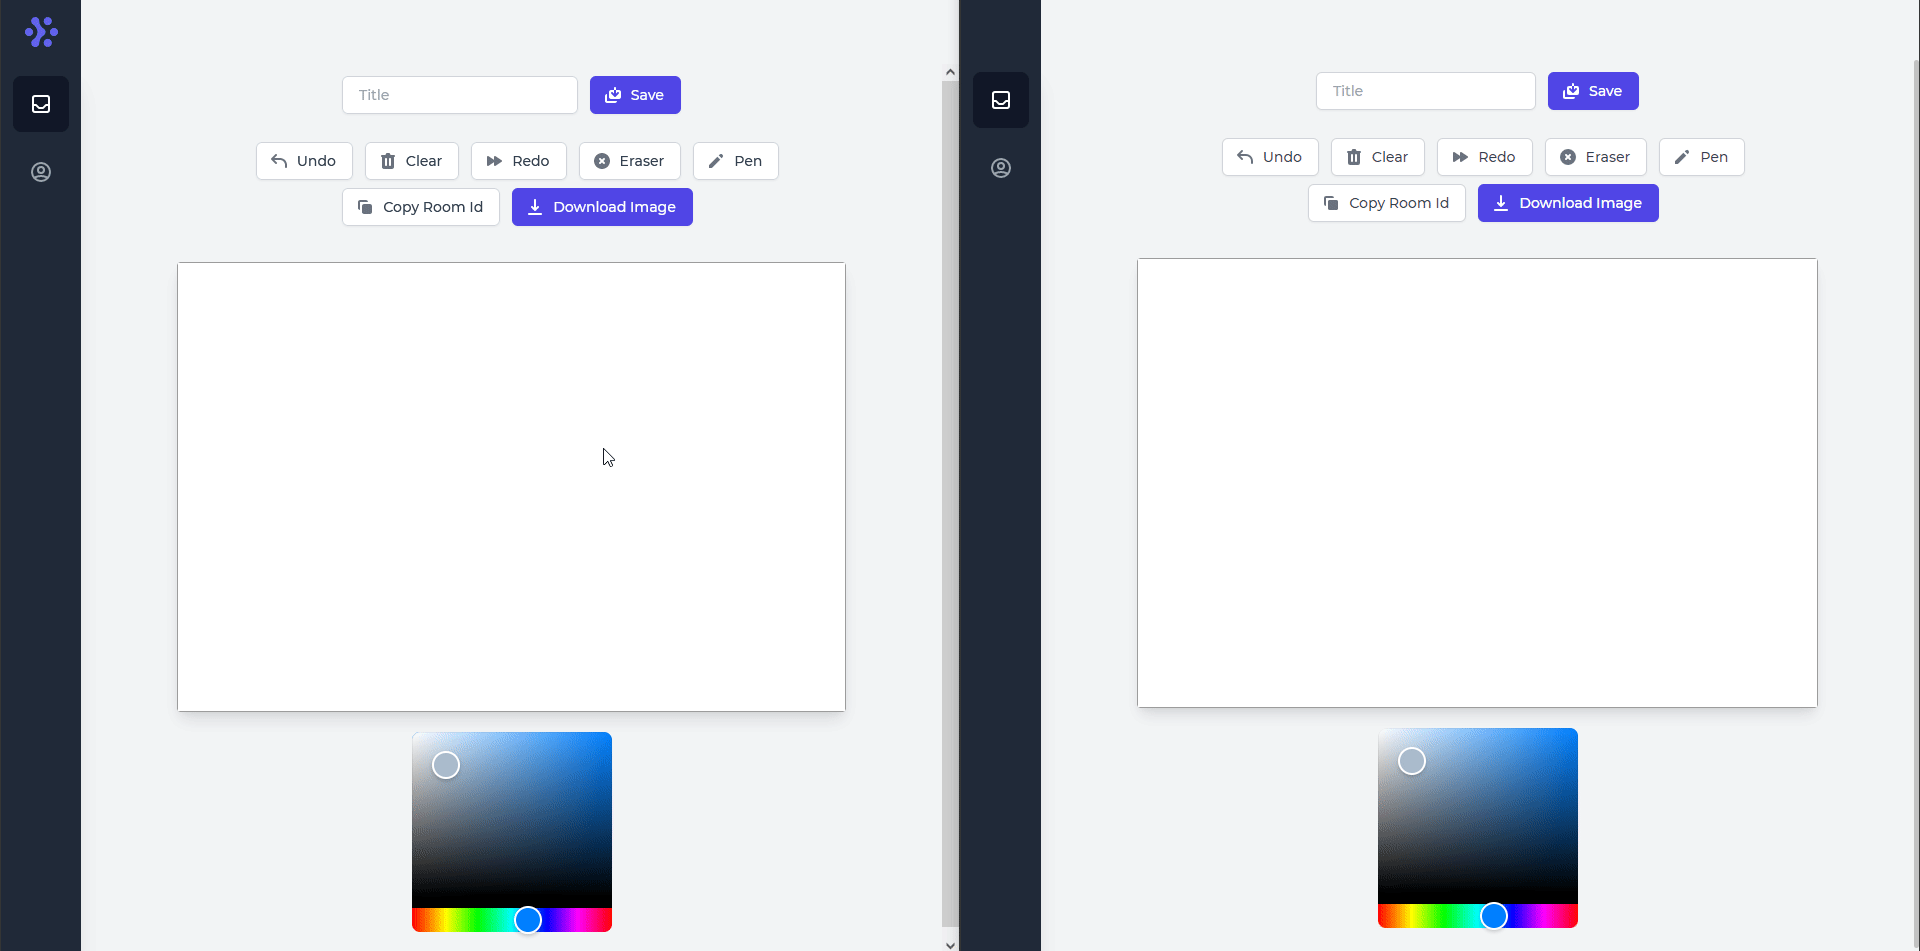 Title
Save
Undo
Clear
Redo
Eraser
Pen
Copy Room Id
Download Image
Title
Save
Undo
Clear
Redo
Eraser
Pen
Copy Room Id
Download Image